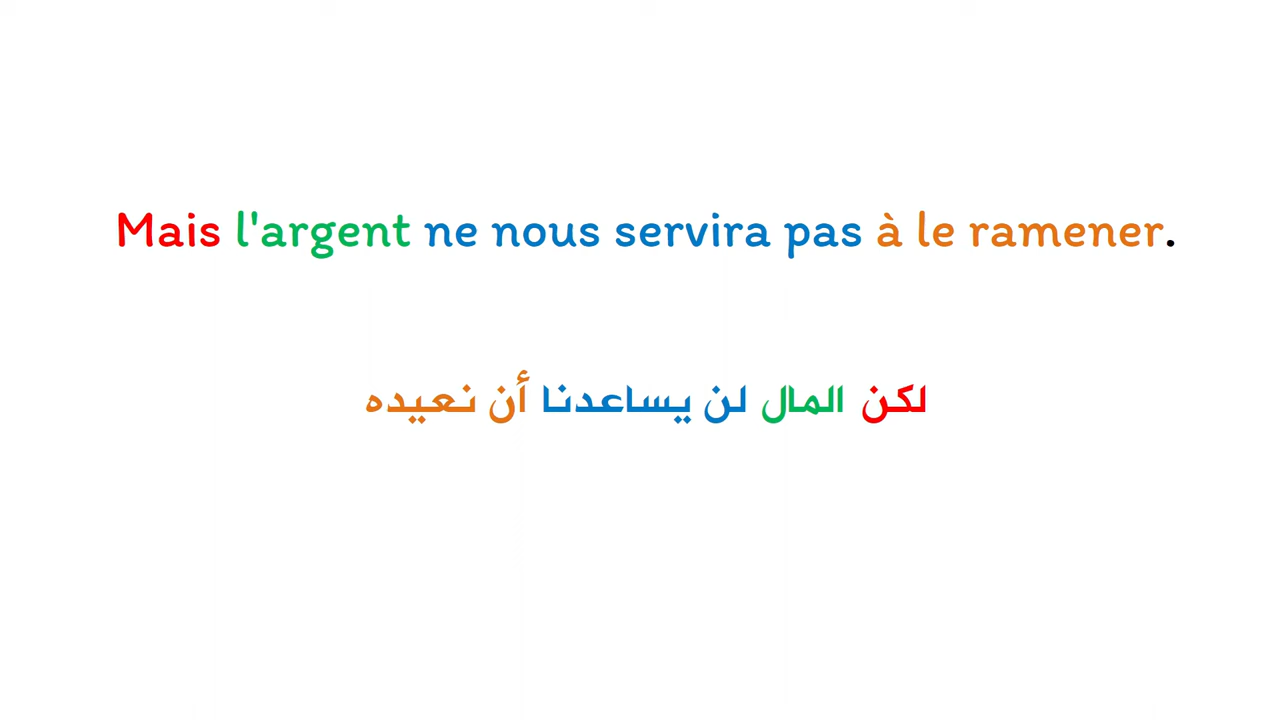 Mais l'argent ne nous servira pas à le ramener.
لكن المال لن يساعدنا أن نعيده